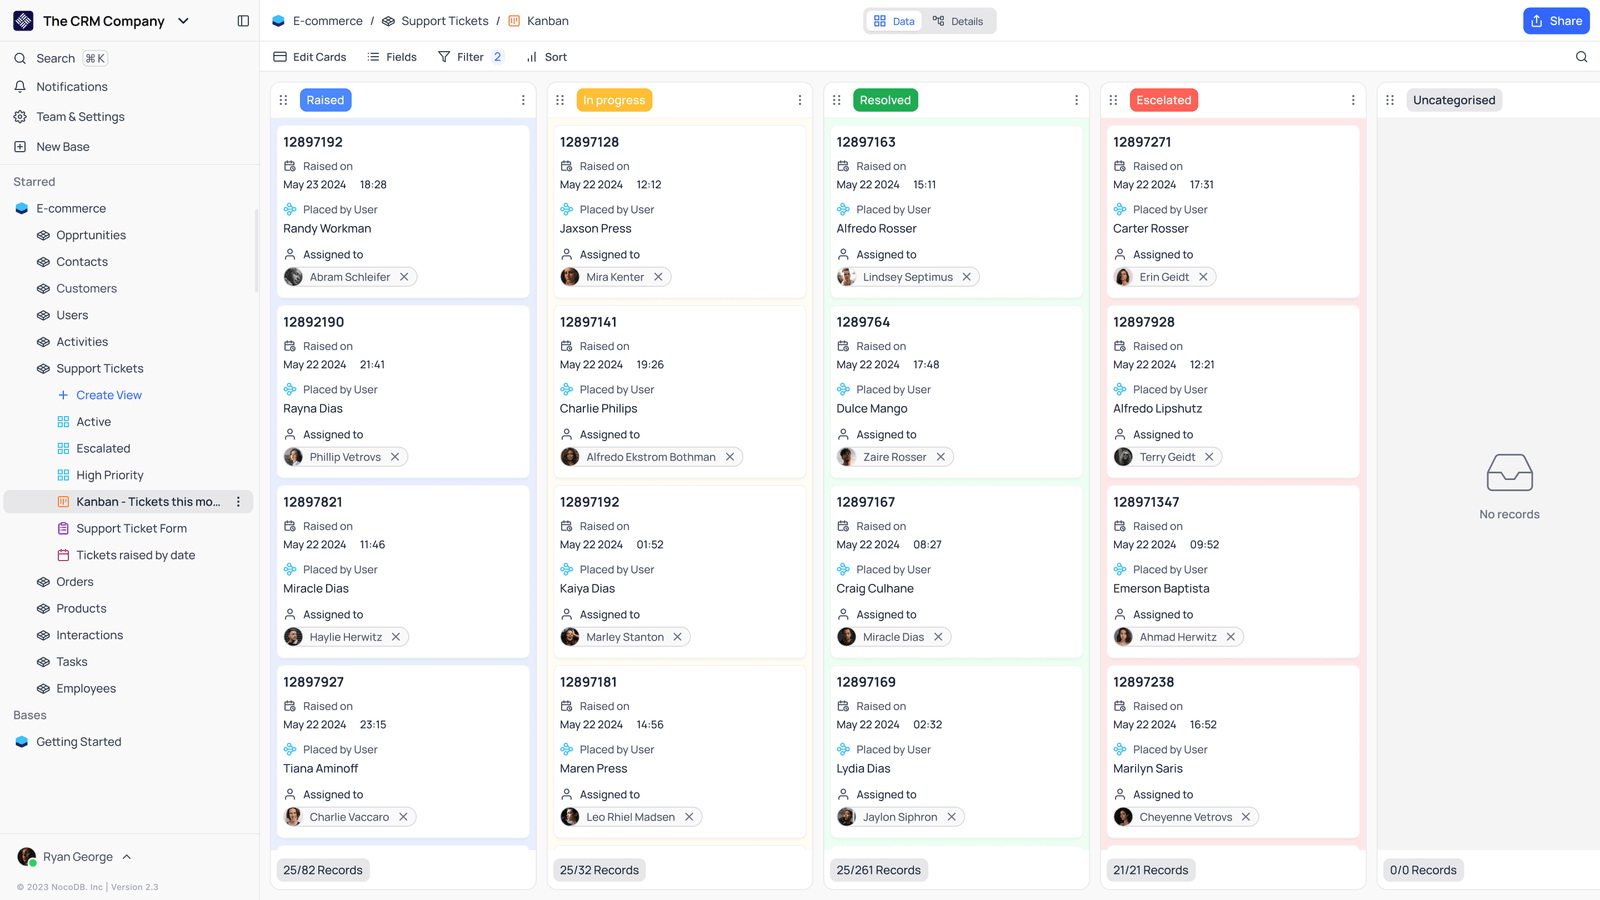 The CRM Company
Search ⌘ K
Notifications
Team & Settings
New Base
Starred
E-commerce
Opprtunities
Contacts
Customers
Users
Activities
Support Tickets
Create View
Active
Escalated
High Priority
Kanban - Tickets this mo...
Support Ticket Form
Tickets raised by date
Orders
Products
Interactions
Tasks
Employees
Bases
Getting Started
Ryan George
© 2023 NocoDB. Inc | Version 2.3
E-commerce / Support Tickets / Kanban
Data
Details
Share
Edit Cards
Fields
Filter 2
Sort
Raised
12897192
Raised on
May 23 2024 18:28
Placed by User
Randy Workman
Assigned to
Abram Schleifer
12892190
Raised on
May 22 2024 21:41
Placed by User
Rayna Dias
Assigned to
Phillip Vetrovs
12897821
Raised on
May 22 2024 11:46
Placed by User
Miracle Dias
Assigned to
Haylie Herwitz
12897927
Raised on
May 22 2024 23:15
Placed by User
Tiana Aminoff
Assigned to
Charlie Vaccaro
25/82 Records
In progress
12897128
Raised on
May 22 2024 12:12
Placed by User
Jaxson Press
Assigned to
Mira Kenter
12897141
Raised on
May 22 2024 19:26
Placed by User
Charlie Philips
Assigned to
Alfredo Ekstrom Bothman
12897192
Raised on
May 22 2024 01:52
Placed by User
Kaiya Dias
Assigned to
Marley Stanton
12897181
Raised on
May 22 2024 14:56
Placed by User
Maren Press
Assigned to
Leo Rhiel Madsen
25/32 Records
Resolved
12897163
Raised on
May 22 2024 15:11
Placed by User
Alfredo Rosser
Assigned to
Lindsey Septimus
1289764
Raised on
May 22 2024 17:48
Placed by User
Dulce Mango
Assigned to
Zaire Rosser
12897167
Raised on
May 22 2024 08:27
Placed by User
Craig Culhane
Assigned to
Miracle Dias
12897169
Raised on
May 22 2024 02:32
Placed by User
Lydia Dias
Assigned to
Jaylon Siphron
25/261 Records
Escelated
12897271
Raised on
May 22 2024 17:31
Placed by User
Carter Rosser
Assigned to
Erin Geidt
12897928
Raised on
May 22 2024 12:21
Placed by User
Alfredo Lipshutz
Assigned to
Terry Geidt
128971347
Raised on
May 22 2024 09:52
Placed by User
Emerson Baptista
Assigned to
Ahmad Herwitz
12897238
Raised on
May 22 2024 16:52
Placed by User
Marilyn Saris
Assigned to
Cheyenne Vetrovs
21/21 Records
Uncategorised
No records
0/0 Records